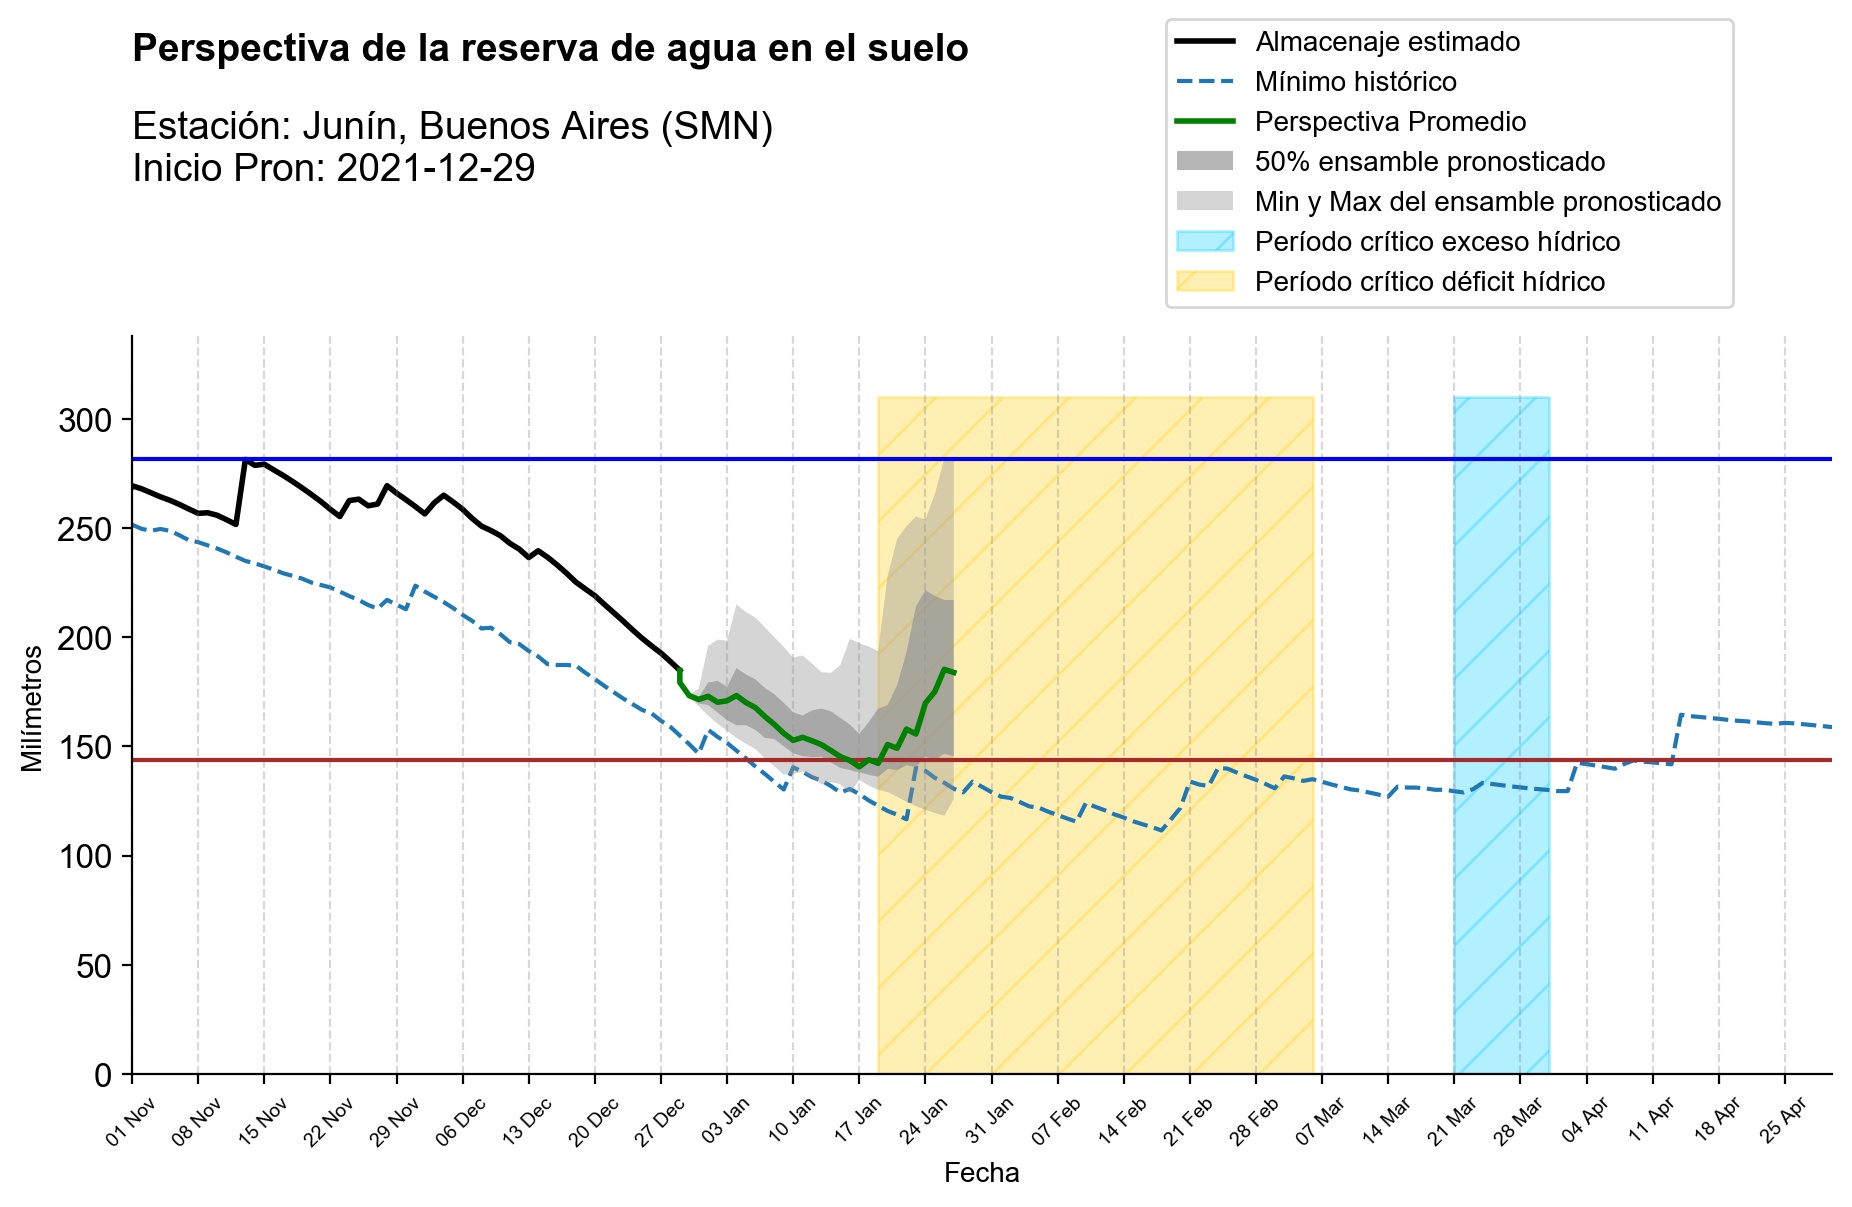 Perspectiva de la reserva de agua en el suelo
Estación: Junín, Buenos Aires (SMN)
Inicio Pron: 2021-12-29
Almacenaje estimado
Mínimo histórico
Perspectiva Promedio
50% ensamble pronosticado
Min y Max del ensamble pronosticado
Período crítico exceso hídrico
Período crítico déficit hídrico
Milímetros
300
250
200
150
100
50
0
01 Nov
08 Nov
15 Nov
22 Nov
29 Nov
06 Dec
13 Dec
20 Dec
27 Dec
03 Jan
10 Jan
17 Jan
24 Jan
31 Jan
07 Feb
14 Feb
21 Feb
28 Feb
07 Mar
14 Mar
21 Mar
28 Mar
04 Apr
11 Apr
18 Apr
25 Apr
Fecha